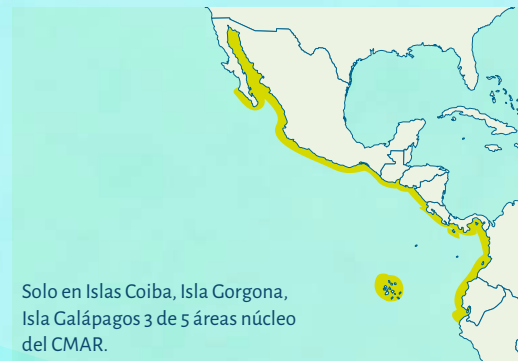 Solo en Islas Coiba, Isla Gorgona,
Isla Galápagos 3 de 5 áreas núcleo
del CMAR.